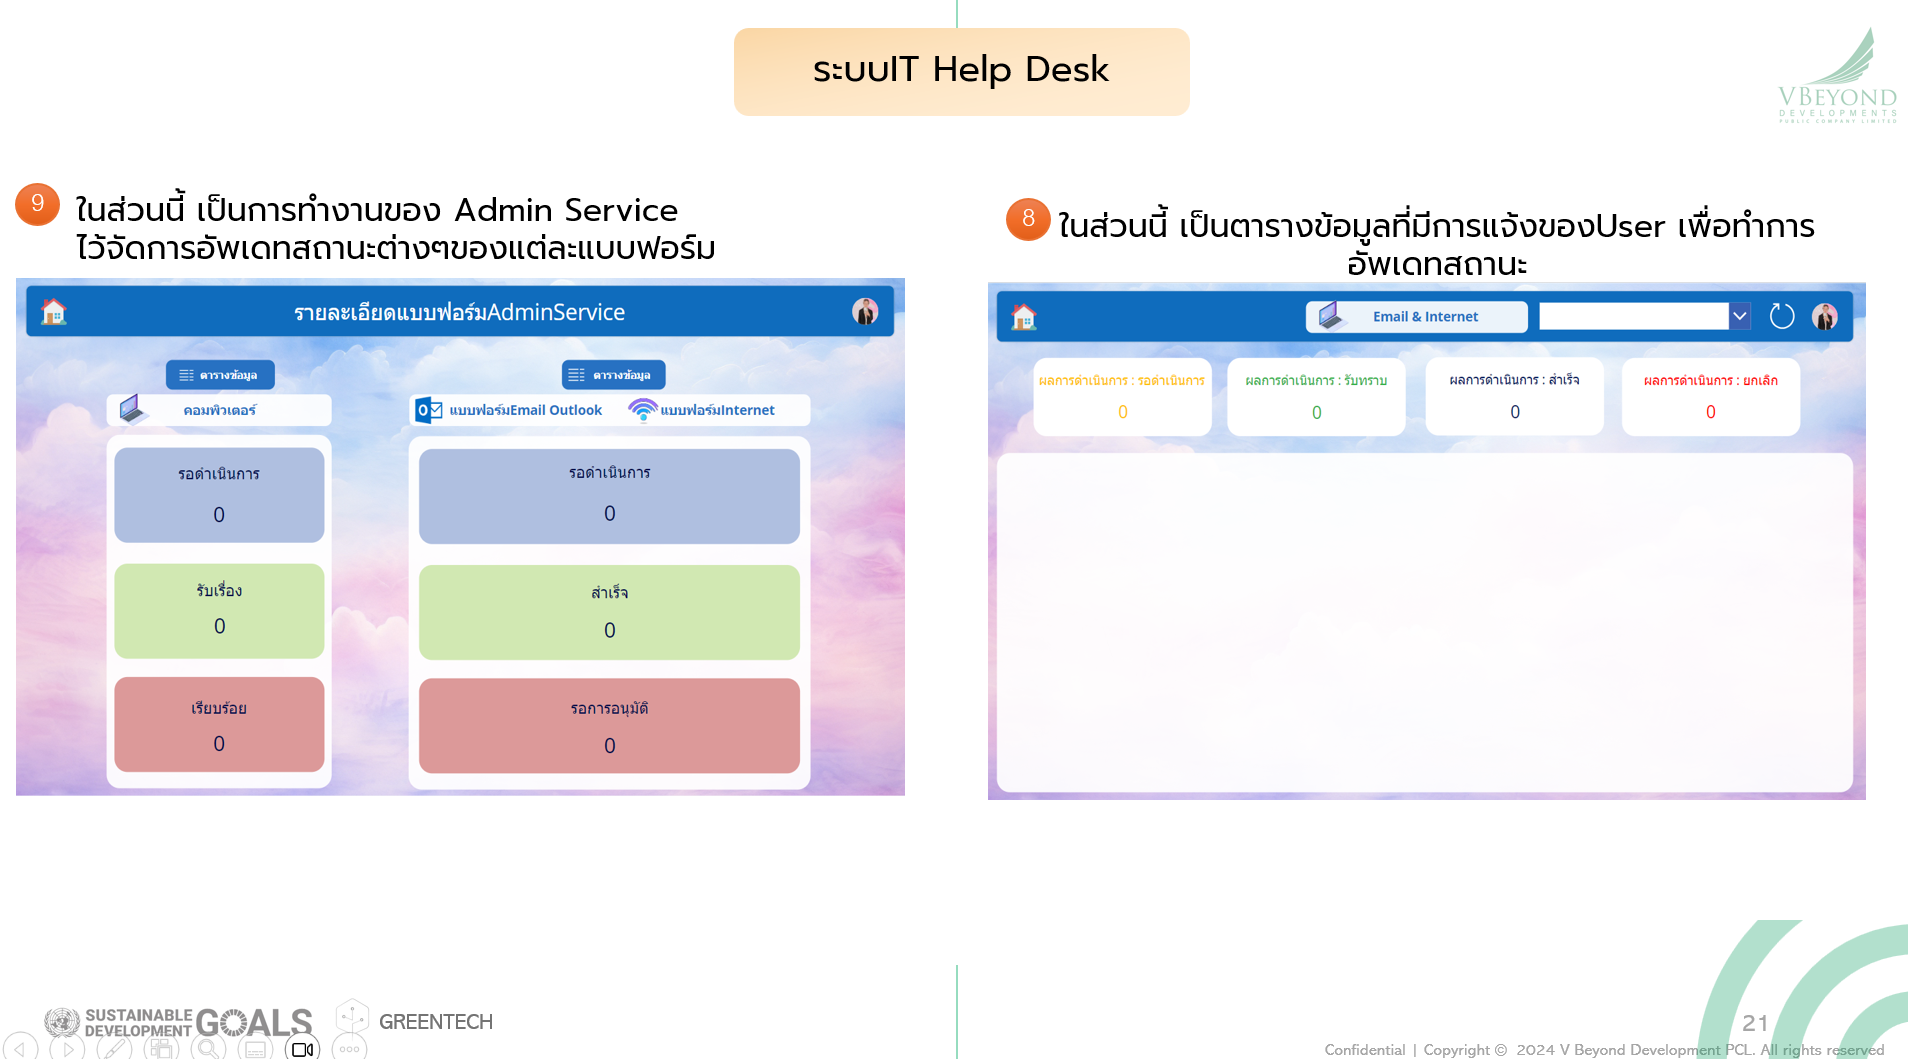 ระบบIT Help Desk
VBEYOND
DEVELOPMENTS
PUBLIC COMPANY LIMITED
9
ในส่วนนี้ เป็นการทำงานของ Admin Service
ไว้จัดการอัพเดทสถานะต่างๆของแต่ละแบบฟอร์ม
รายละเอียดแบบฟอร์มAdminService
ตารางข้อมูล
ตารางข้อมูล
คอมพิวเตอร์
แบบฟอร์มEmail Outlook
แบบฟอร์มInternet
รอดำเนินการ
0
รอดำเนินการ
0
รับเรื่อง
0
สำเร็จ
0
เรียบร้อย
0
รอการอนุมัติ
0
8
ในส่วนนี้ เป็นตารางข้อมูลที่มีการแจ้งของUser เพื่อทำการ
อัพเดทสถานะ
Email & Internet
ผลการดำเนินการ : รอดำเนินการ
0
ผลการดำเนินการ : รับทราบ
0
ผลการดำเนินการ : สำเร็จ
0
ผลการดำเนินการ : ยกเลิก
0
SUSTAINABLE
DEVELOPMENT
GOALS
GREENTECH
21
Confidential | Copyright © 2024 V Beyond Development PCL. All rights reserved